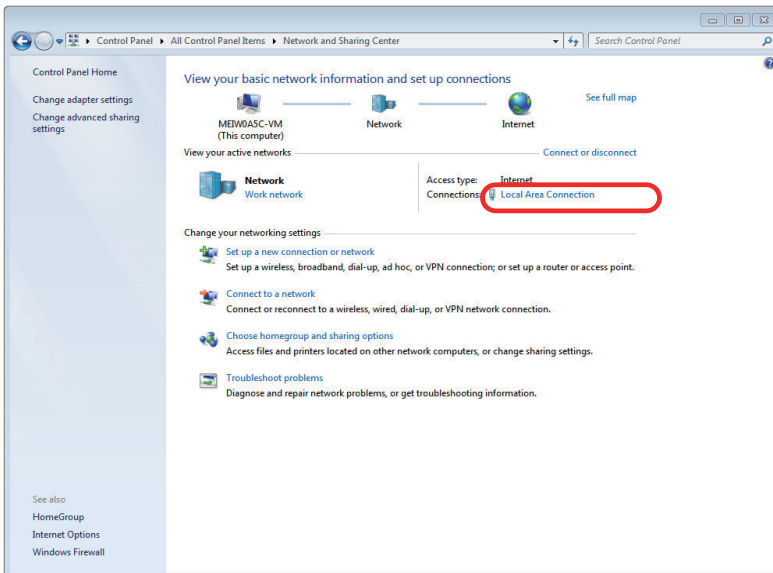 Control Panel ▸ All Control Panel Items ▸ Network and Sharing Center
Search Control Panel
Control Panel Home
Change adapter settings
Change advanced sharing
settings
See also
HomeGroup
Internet Options
Windows Firewall
View your basic network information and set up connections
See full map
MEIW0A5C-VM
(This computer)
Network
Internet
View your active networks
Connect or disconnect
Network
Work network
Access type: Internet
Connections: Local Area Connection
Change your networking settings
Set up a new connection or network
Set up a wireless, broadband, dial-up, ad hoc, or VPN connection; or set up a router or access point.
Connect to a network
Connect or reconnect to a wireless, wired, dial-up, or VPN network connection.
Choose homegroup and sharing options
Access files and printers located on other network computers, or change sharing settings.
Troubleshoot problems
Diagnose and repair network problems, or get troubleshooting information.